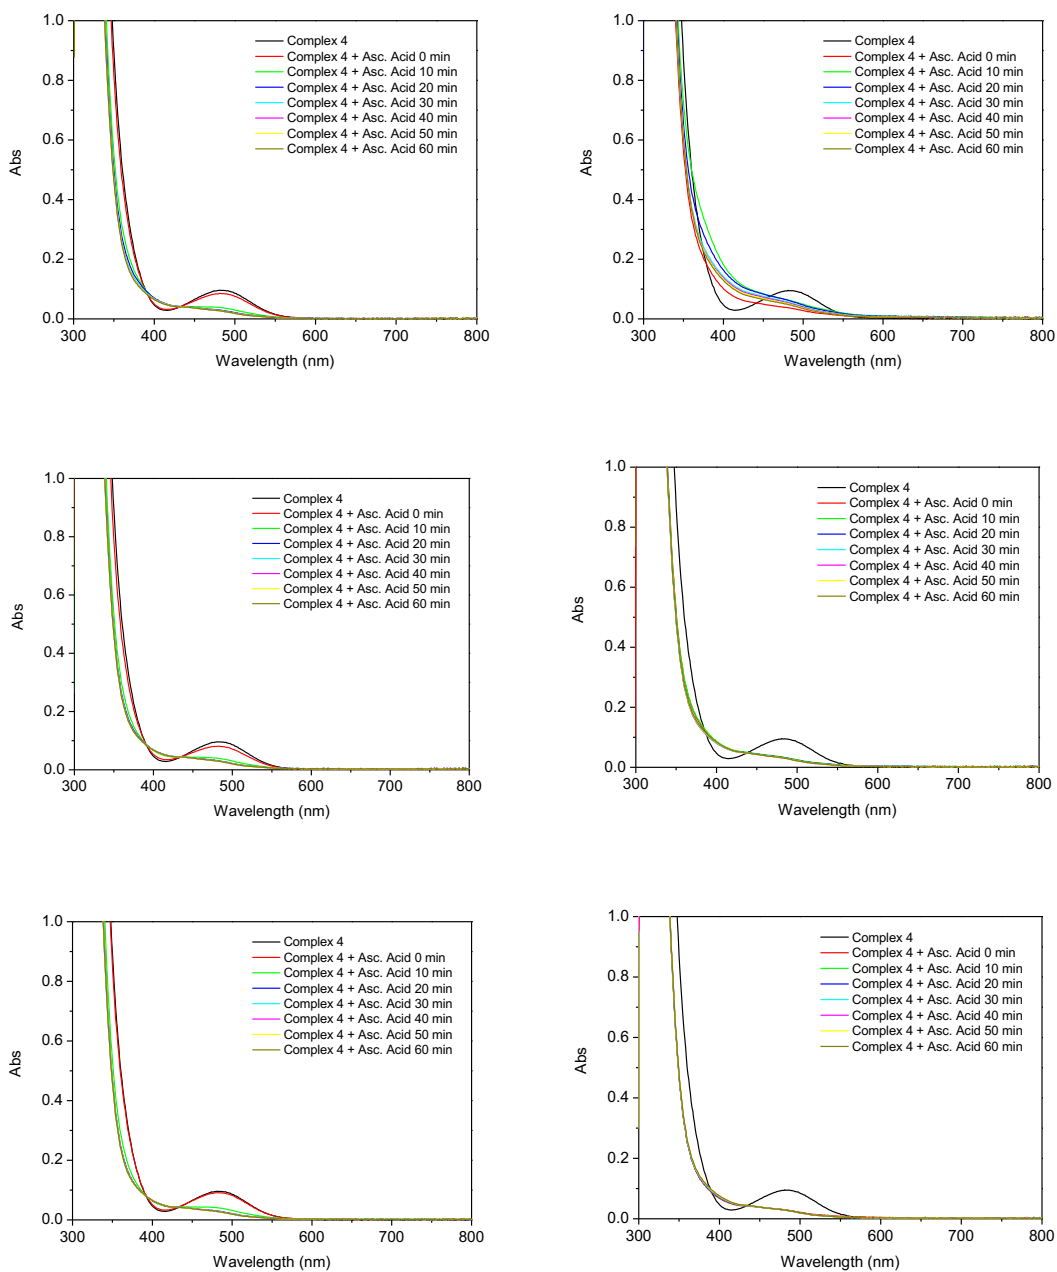 1.0
Complex 4
Complex 4 + Asc. Acid 0 min
0.8
Complex 4 + Asc. Acid 10 min
Complex 4 + Asc. Acid 20 min
Complex 4 + Asc. Acid 30 min
Complex 4 + Asc. Acid 40 min
0.6
Complex 4 + Asc. Acid 50 min
Complex 4 + Asc. Acid 60 min
Abs
0.4
0.2
0.0
300 400 500 600 700 800
Wavelength (nm)
1.0
Complex 4
Complex 4 + Asc. Acid 0 min
0.8
Complex 4 + Asc. Acid 10 min
Complex 4 + Asc. Acid 20 min
Complex 4 + Asc. Acid 30 min
Complex 4 + Asc. Acid 40 min
0.6
Complex 4 + Asc. Acid 50 min
Complex 4 + Asc. Acid 60 min
Abs
0.4
0.2
0.0
300 400 500 600 700 800
Wavelength (nm)
1.0
Complex 4
Complex 4 + Asc. Acid 0 min
Complex 4 + Asc. Acid 10 min
0.8
Complex 4 + Asc. Acid 20 min
Complex 4 + Asc. Acid 30 min
Complex 4 + Asc. Acid 40 min
Complex 4 + Asc. Acid 50 min
0.6
Complex 4 + Asc. Acid 60 min
Abs
0.4
0.2
0.0
300 400 500 600 700 800
Wavelength (nm)
1.0
Complex 4
Complex 4 + Asc. Acid 0 min
Complex 4 + Asc. Acid 10 min
0.8
Complex 4 + Asc. Acid 20 min
Complex 4 + Asc. Acid 30 min
Complex 4 + Asc. Acid 40 min
Complex 4 + Asc. Acid 50 min
0.6
Complex 4 + Asc. Acid 60 min
Abs
0.4
0.2
0.0
300 400 500 600 700 800
Wavelength (nm)
1.0
Complex 4
Complex 4 + Asc. Acid 0 min
Complex 4 + Asc. Acid 10 min
0.8
Complex 4 + Asc. Acid 20 min
Complex 4 + Asc. Acid 30 min
Complex 4 + Asc. Acid 40 min
Complex 4 + Asc. Acid 50 min
0.6
Complex 4 + Asc. Acid 60 min
Abs
0.4
0.2
0.0
300 400 500 600 700 800
Wavelength (nm)
1.0
Complex 4
Complex 4 + Asc. Acid 0 min
Complex 4 + Asc. Acid 10 min
0.8
Complex 4 + Asc. Acid 20 min
Complex 4 + Asc. Acid 30 min
Complex 4 + Asc. Acid 40 min
Complex 4 + Asc. Acid 50 min
0.6
Complex 4 + Asc. Acid 60 min
Abs
0.4
0.2
0.0
300 400 500 600 700 800
Wavelength (nm)